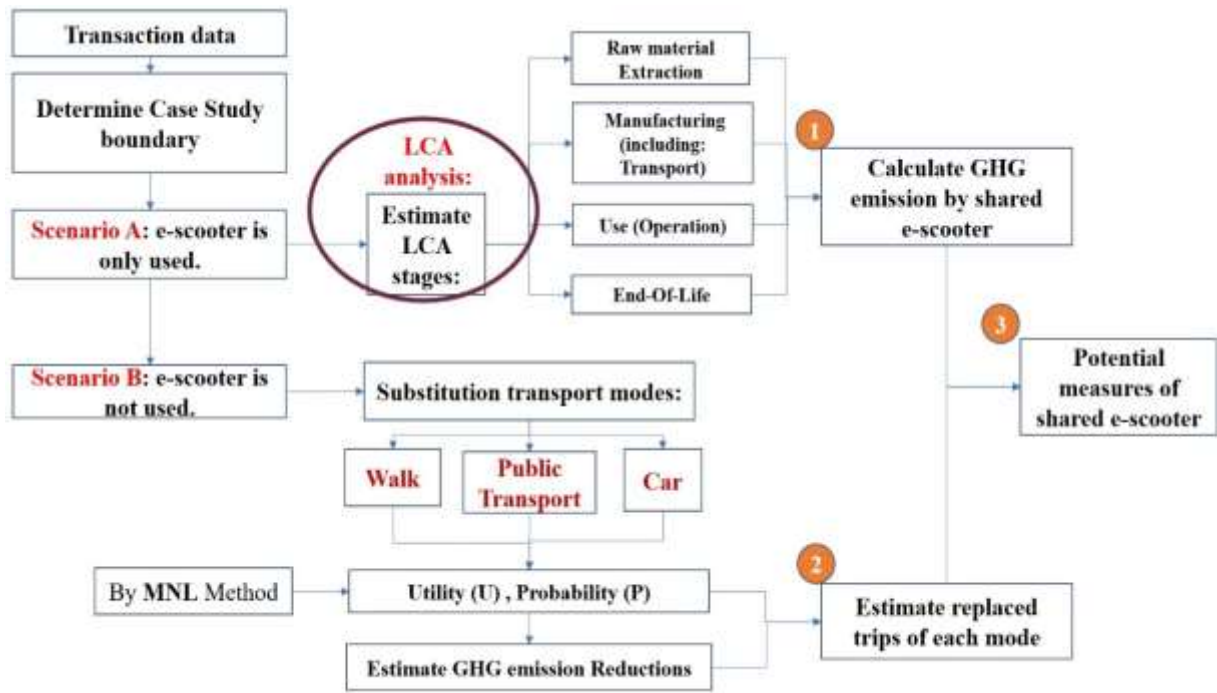 Transaction data
Determine Case Study
boundary
Scenario A: e-scooter is
only used.
Scenario B: e-scooter is
not used.
LCA
analysis:
Estimate
LCA
stages:
Raw material
Extraction
Manufacturing
(including:
Transport)
Use (Operation)
End-Of-Life
1
Calculate GHG
emission by shared
e-scooter
3
Potential
measures of
shared e-scooter
Substitution transport modes:
Walk
Public
Transport
Car
By MNL Method
Utility (U) , Probability (P)
Estimate GHG emission Reductions
2
Estimate replaced
trips of each mode